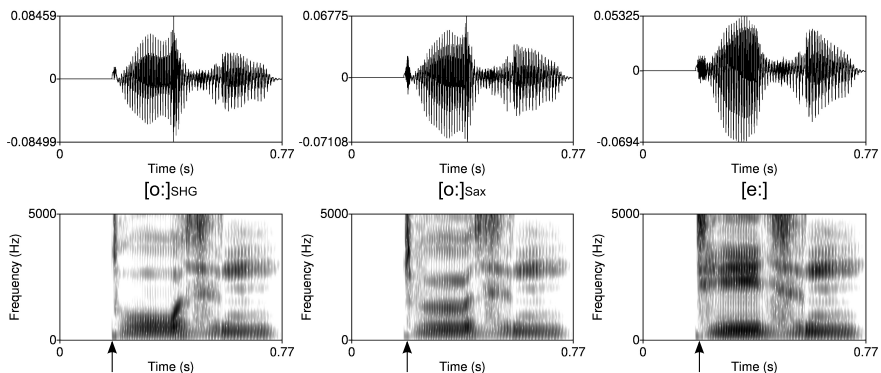 0.08459
0
-0.08499
0
0.77
Time (s)
[o:]SHG
0.06775
0
-0.07108
0
0.77
Time (s)
[o:]Sax
0.05325
0
-0.0694
0
0.77
Time (s)
[e:]
5000
Frequency (Hz)
0
0
0.77
Time (s)
5000
Frequency (Hz)
0
0
0.77
Time (s)
5000
Frequency (Hz)
0
0
0.77
Time (s)